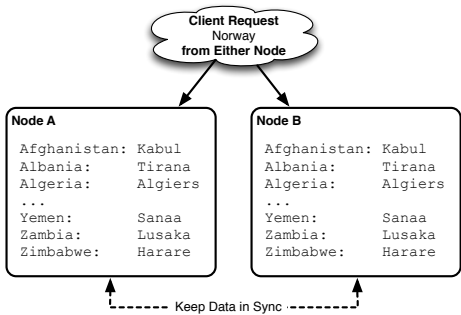 Client Request
Norway
from Either Node
Node A
Afghanistan: Kabul
Albania: Tirana
Algeria: Algiers
...
Yemen: Sanaa
Zambia: Lusaka
Zimbabwe: Harare
Node B
Afghanistan: Kabul
Albania: Tirana
Algeria: Algiers
...
Yemen: Sanaa
Zambia: Lusaka
Zimbabwe: Harare
Keep Data in Sync